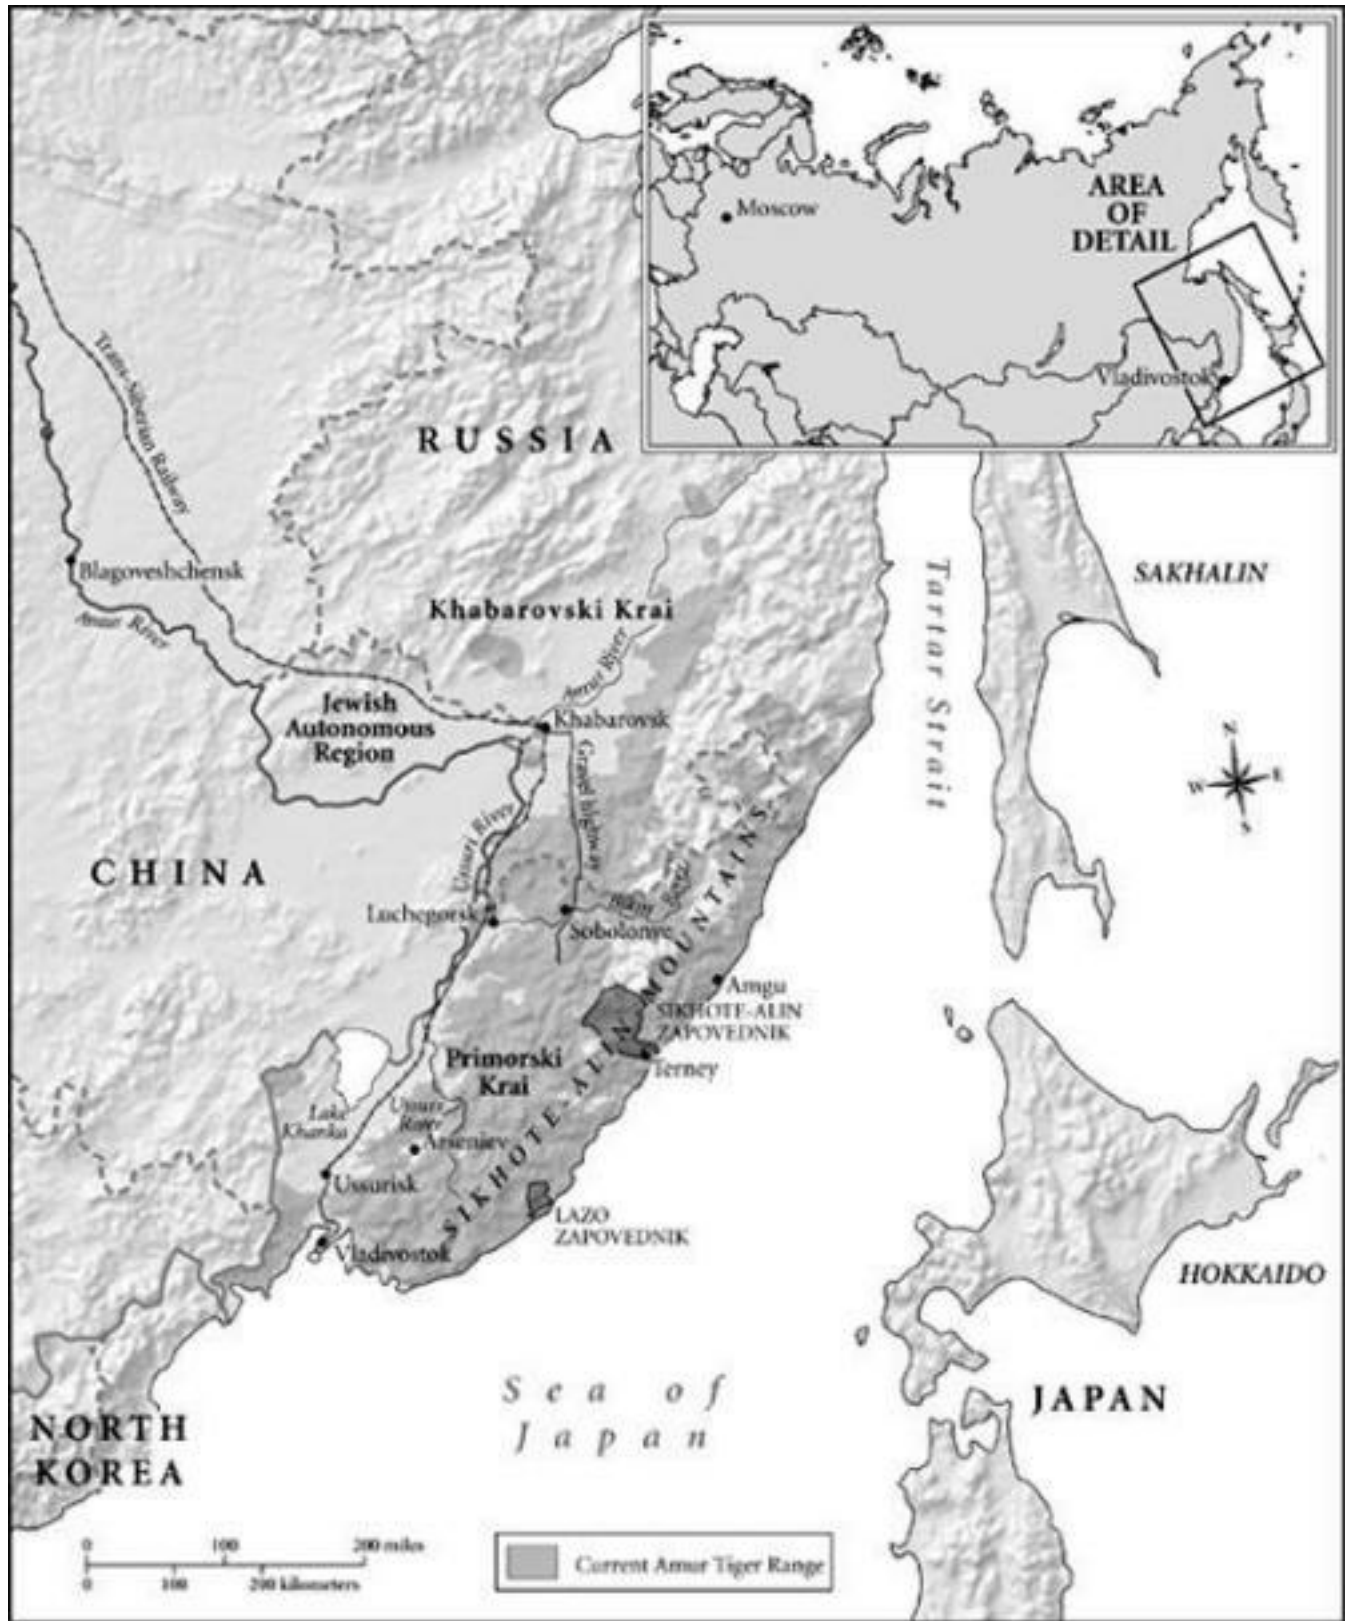 Moscow
AREA
OF
DETAIL
Vladivostok
Trans-Siberian Railway
RUSSIA
Blagoveshchensk
Amur River
Khabarovski Krai
Amur River
Tartar Strait
SAKHALIN
Jewish
Autonomous
Region
Khabarovsk
Gravel highway
N
W
E
S
Ussuri River
CHINA
Luchegorsk
Bikin River
Sobolonye
Amgu
SIKHOTE-ALIN
ZAPOVEDNIK
SIKHOTE-ALIN MOUNTAINS
Terney
Primorski
Krai
Lake
Khanka
Ussuri
River
Arseniev
Ussurisk
LAZO
ZAPOVEDNIK
Vladivostok
HOKKAIDO
Sea of
Japan
JAPAN
NORTH
KOREA
0 100 200 miles
0 100 200 kilometers
Current Amur Tiger Range